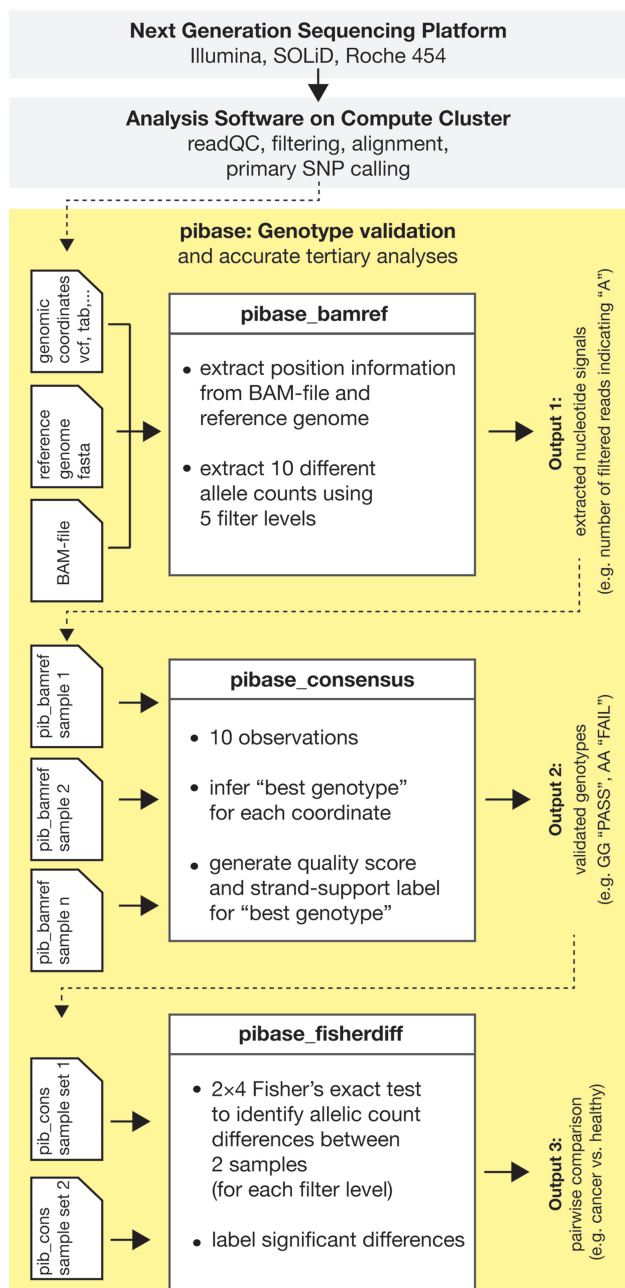 Next Generation Sequencing Platform
Illumina, SOLiD, Roche 454
Analysis Software on Compute Cluster
readQC, filtering, alignment,
primary SNP calling
pibase: Genotype validation
and accurate tertiary analyses
genomic
coordinates
vcf, tab,...
reference
genome
fasta
BAM-file
pibase_bamref
• extract position information
from BAM-file and
reference genome
• extract 10 different
allele counts using
5 filter levels
Output 1:
extracted nucleotide signals
(e.g. number of filtered reads indicating “A”)
pib_bamref
sample 1
pib_bamref
sample 2
pib_bamref
sample n
pibase_consensus
• 10 observations
• infer “best genotype”
for each coordinate
• generate quality score
and strand-support label
for “best genotype”
Output 2:
validated genotypes
(e.g. GG “PASS”, AA “FAIL”)
pib_cons
sample set 1
pib_cons
sample set 2
pibase_fisherdiff
• 2×4 Fisher’s exact test
to identify allelic count
differences between
2 samples
(for each filter level)
• label significant differences
Output 3:
pairwise comparison
(e.g. cancer vs. healthy)